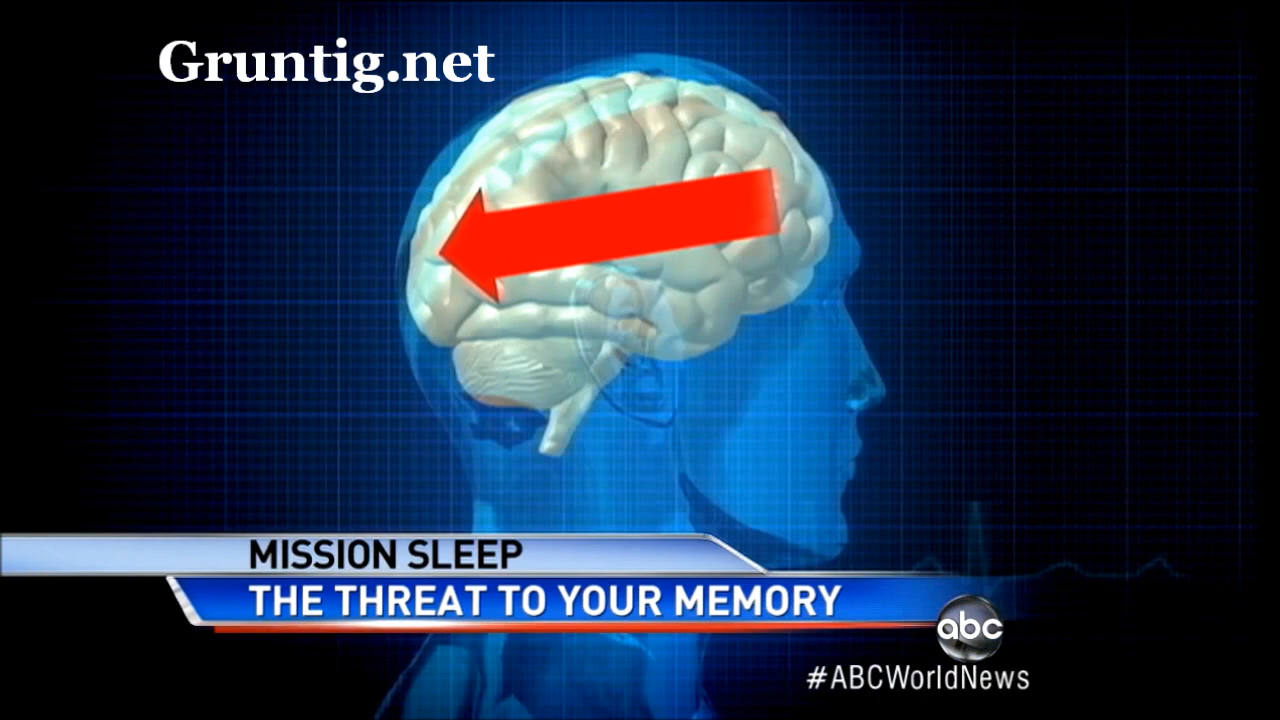 Gruntig.net
MISSION SLEEP
THE THREAT TO YOUR MEMORY
abc
#ABCWorldNews